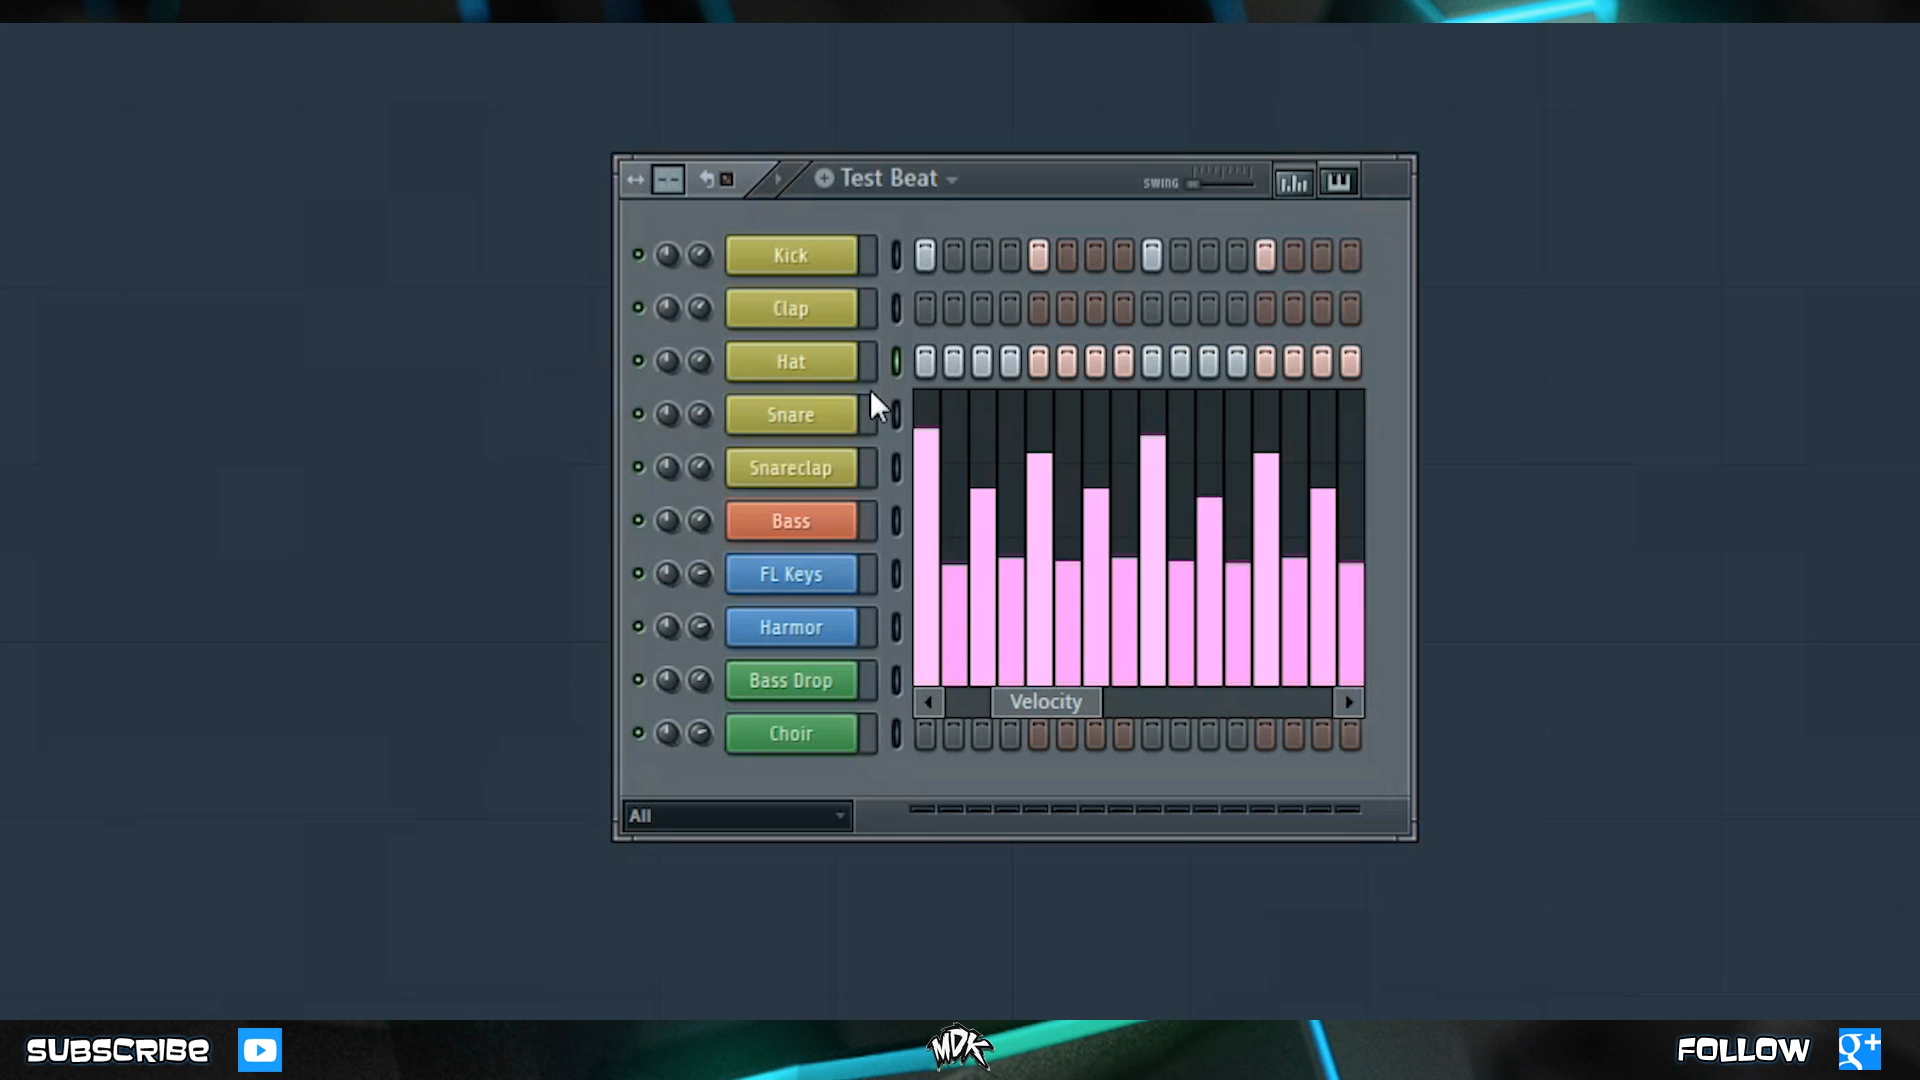 Test Beat
SWING
Kick
Clap
Hat
Snare
Snareclap
Bass
FL Keys
Harmor
Bass Drop
Velocity
Choir
All
SUBSCRIBE
MDK
FOLLOW
g+